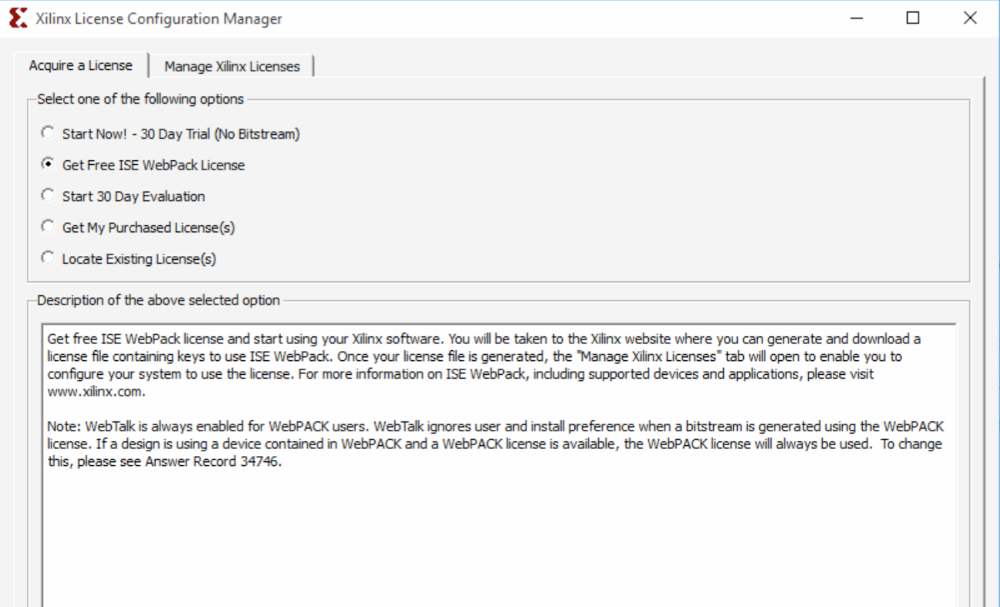 Xilinx License Configuration Manager
Acquire a License
Manage Xilinx Licenses
Select one of the following options
Start Now! - 30 Day Trial (No Bitstream)
Get Free ISE WebPack License
Start 30 Day Evaluation
Get My Purchased License(s)
Locate Existing License(s)
Description of the above selected option
Get free ISE WebPack license and start using your Xilinx software. You will be taken to the Xilinx website where you can generate and download a
license file containing keys to use ISE WebPack. Once your license file is generated, the "Manage Xilinx Licenses" tab will open to enable you to
configure your system to use the license. For more information on ISE WebPack, including supported devices and applications, please visit
www.xilinx.com.
Note: WebTalk is always enabled for WebPACK users. WebTalk ignores user and install preference when a bitstream is generated using the WebPACK
license. If a design is using a device contained in WebPACK and a WebPACK license is available, the WebPACK license will always be used.  To change
this, please see Answer Record 34746.